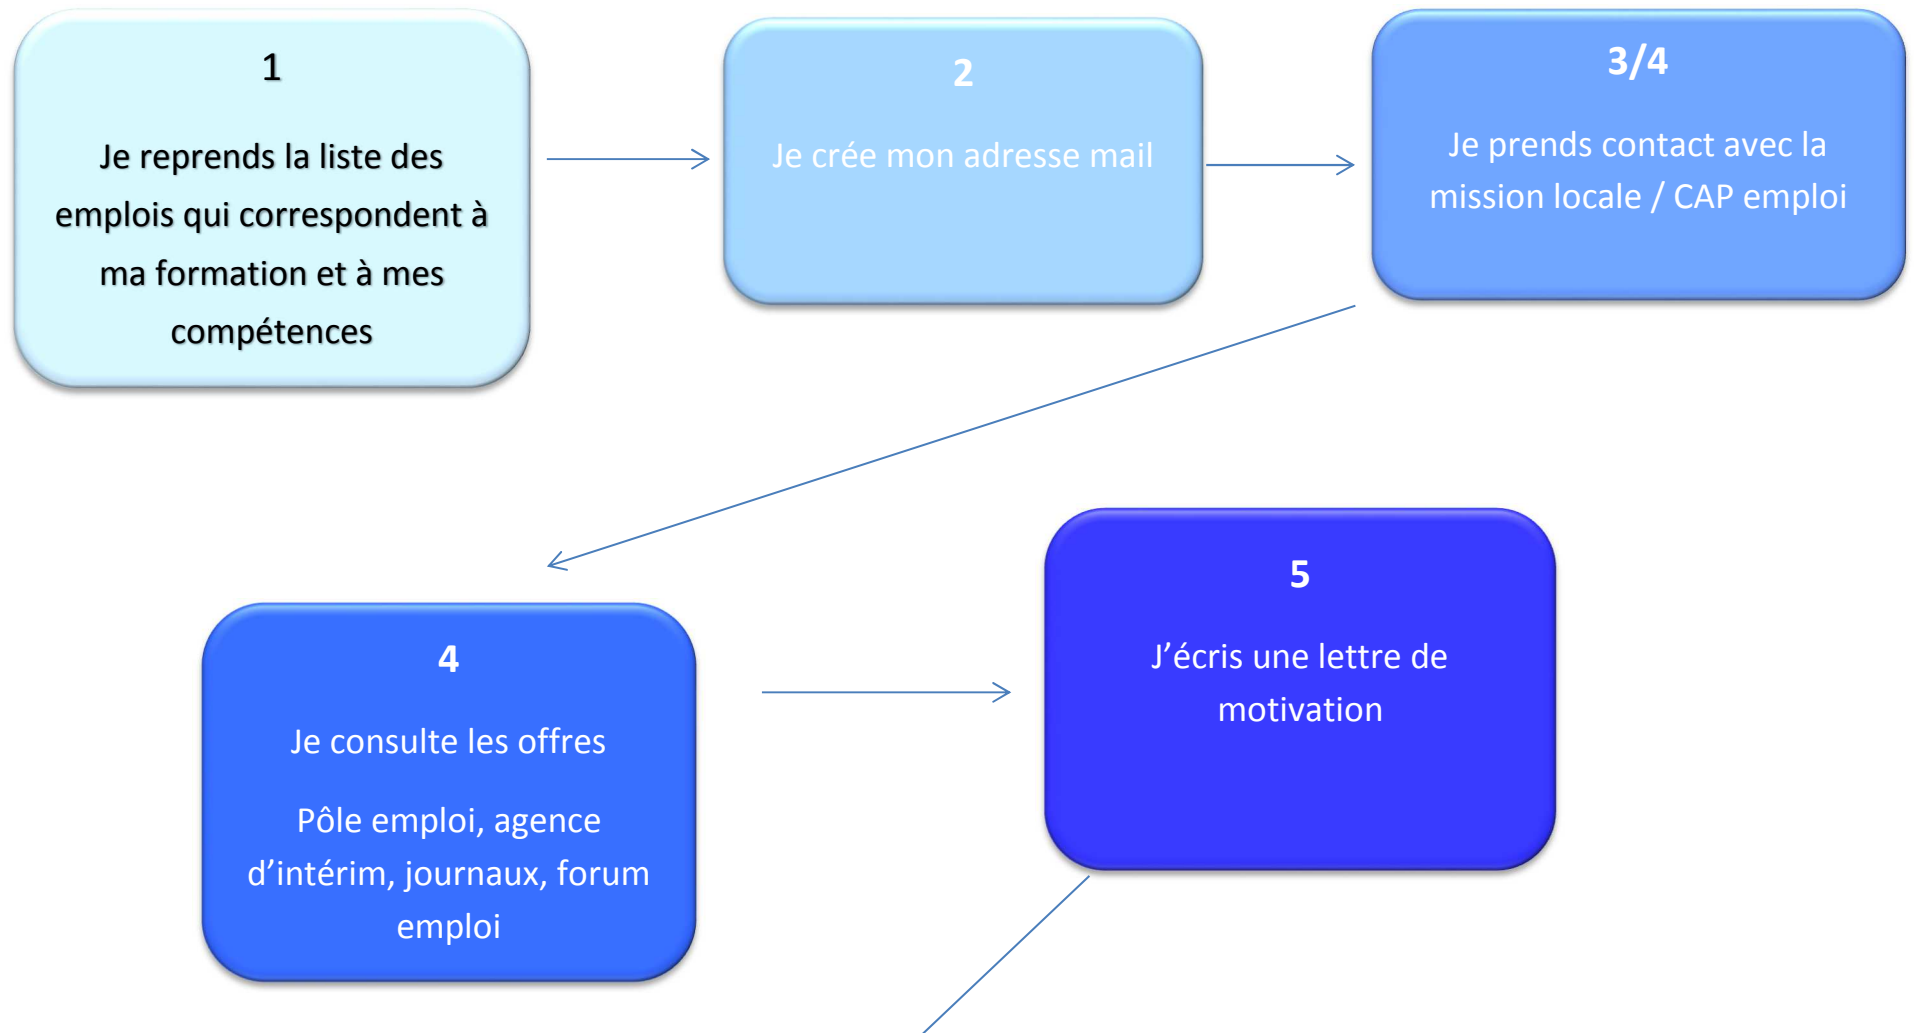 1
Je reprends la liste des
emplois qui correspondent à
ma formation et à mes
compétences
2
Je crée mon adresse mail
3/4
Je prends contact avec la
mission locale / CAP emploi
4
Je consulte les offres
Pôle emploi, agence
d’intérim, journaux, forum
emploi
5
J’écris une lettre de
motivation